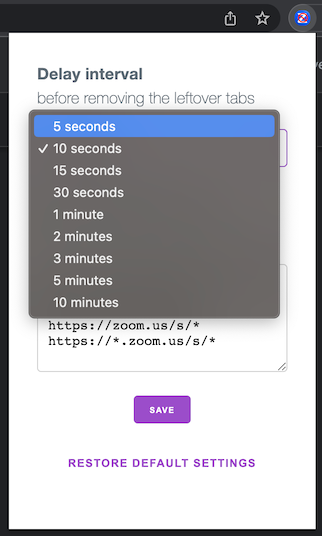 Delay interval
before removing the leftover tabs
5 seconds
✓ 10 seconds
15 seconds
30 seconds
1 minute
2 minutes
3 minutes
5 minutes
10 minutes
https://zoom.us/s/*
https://*.zoom.us/s/*
SAVE
RESTORE DEFAULT SETTINGS